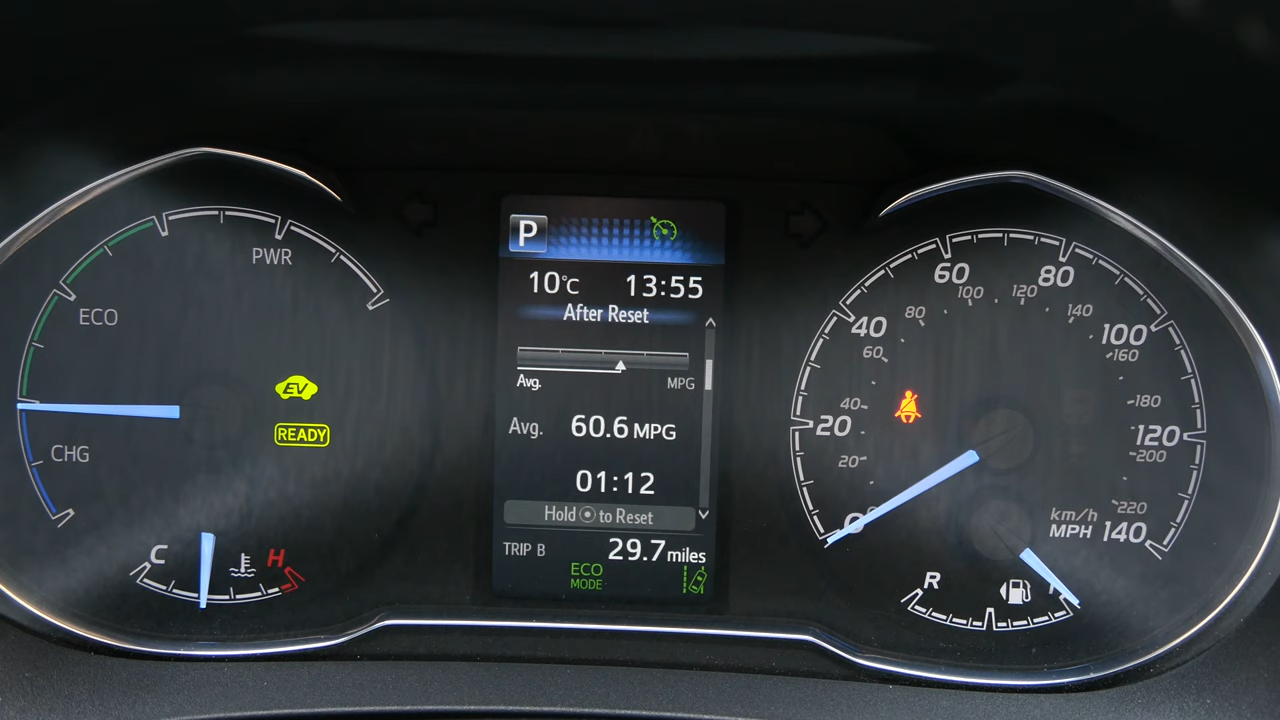 PWR
ECO
CHG
EV
READY
C
H
P
10°C 13:55
After Reset
Avg. MPG
Avg. 60.6 MPG
01:12
Hold to Reset
TRIP B 29.7 miles
ECO
MODE
0
20
40
60
80
100
120
140
20
40
60
80
100
120
140
160
180
200
220
km/h
MPH
R